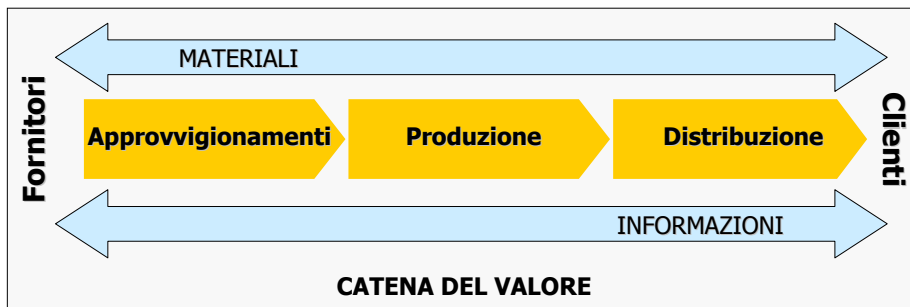 MATERIALI
Fornitori
Approvvigionamenti
Produzione
Distribuzione
Clienti
INFORMAZIONI
CATENA DEL VALORE